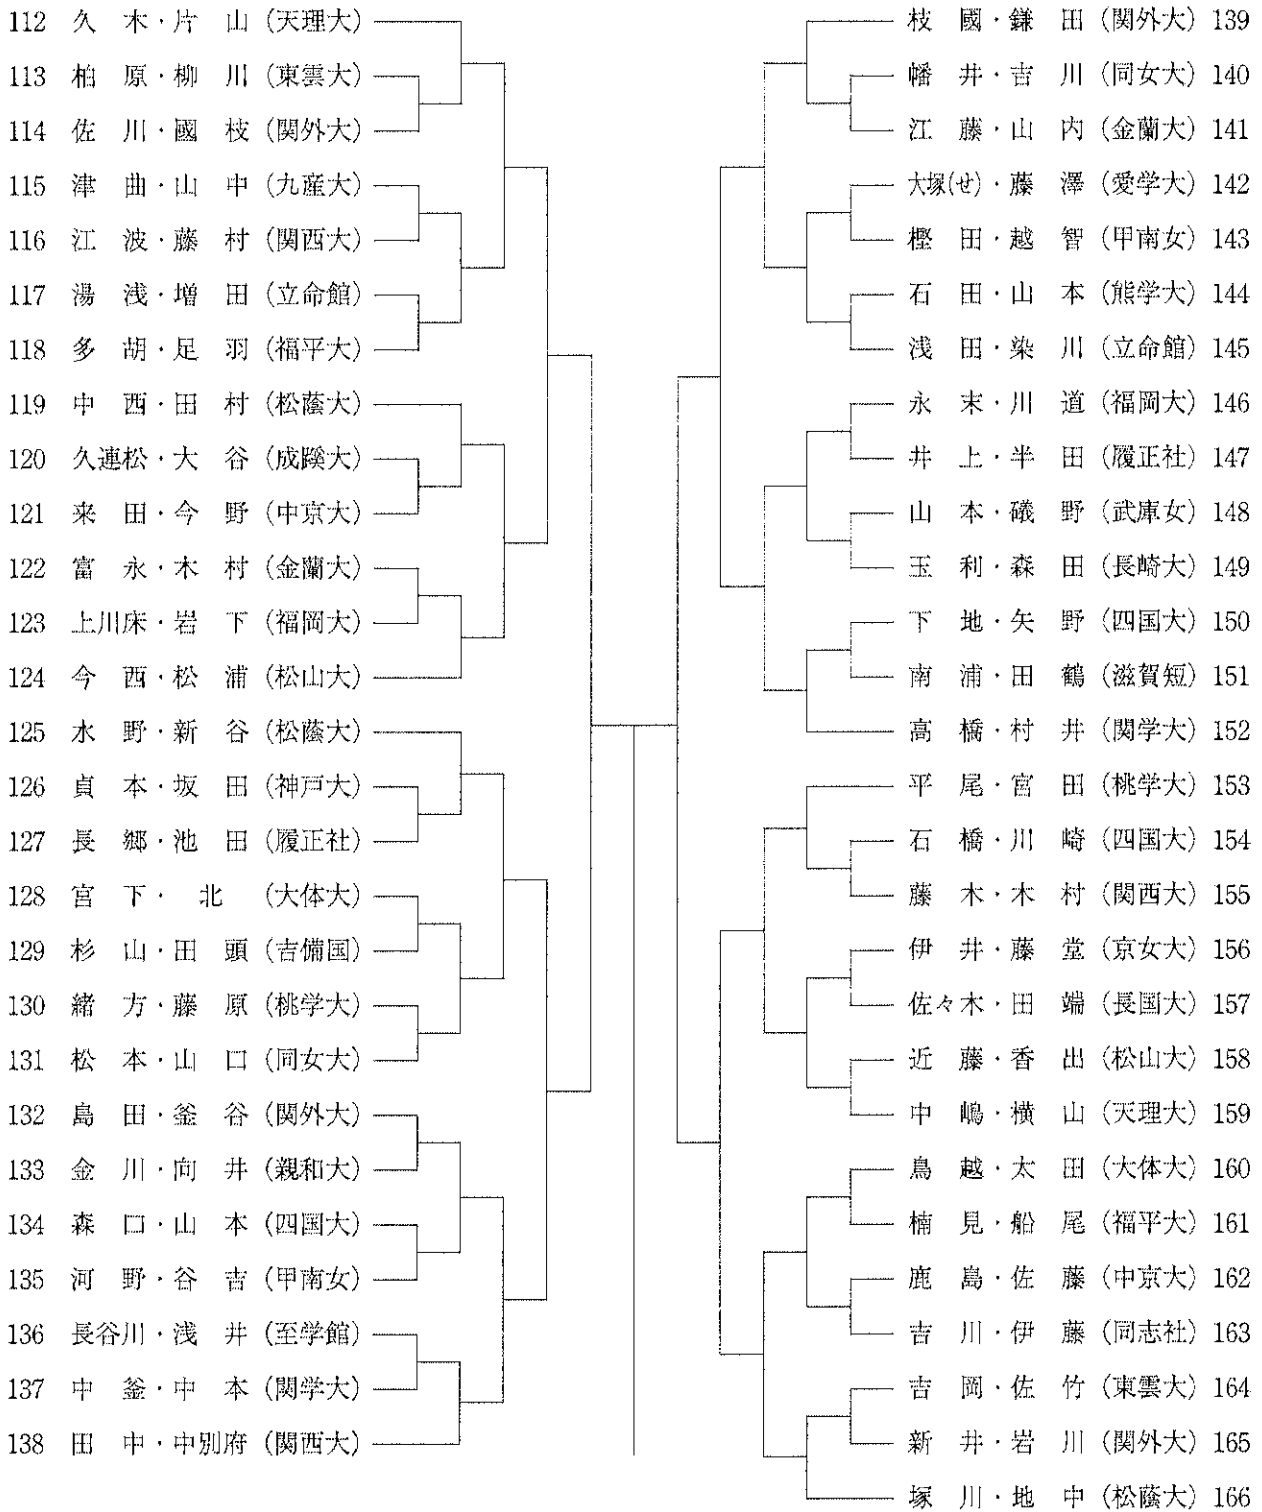 112 久木・片山 (天理大)
113 柏原・柳川 (東雲大)
114 佐川・國枝 (関外大)
115 津曲・山中 (九産大)
116 江波・藤村 (関西大)
117 湯浅・増田 (立命館)
118 多胡・足羽 (福平大)
119 中西・田村 (松蔭大)
120 久連松・大谷 (成蹊大)
121 来田・今野 (中京大)
122 富永・木村 (金蘭大)
123 上川床・岩下 (福岡大)
124 今西・松浦 (松山大)
125 水野・新谷 (松蔭大)
126 貞本・坂田 (神戸大)
127 長郷・池田 (履正社)
128 宮下・北 (大体大)
129 杉山・田頭 (吉備国)
130 緒方・藤原 (桃学大)
131 松本・山口 (同女大)
132 島田・釜谷 (関外大)
133 金川・向井 (親和大)
134 森口・山本 (四国大)
135 河野・谷吉 (甲南女)
136 長谷川・浅井 (至学館)
137 中釜・中本 (関学大)
138 田中・中別府 (関西大)
枝國・鎌田 (関外大) 139
幡井・吉川 (同女大) 140
江藤・山内 (金蘭大) 141
大塚(せ)・藤澤 (愛学大) 142
樫田・越智 (甲南女) 143
石田・山本 (熊学大) 144
浅田・染川 (立命館) 145
永末・川道 (福岡大) 146
井上・半田 (履正社) 147
山本・礒野 (武庫女) 148
玉利・森田 (長崎大) 149
下地・矢野 (四国大) 150
南浦・田鶴 (滋賀短) 151
高橋・村井 (関学大) 152
平尾・宮田 (桃学大) 153
石橋・川崎 (四国大) 154
藤木・木村 (関西大) 155
伊井・藤堂 (京女大) 156
佐々木・田端 (長国大) 157
近藤・香出 (松山大) 158
中嶋・横山 (天理大) 159
鳥越・太田 (大体大) 160
楠見・船尾 (福平大) 161
鹿島・佐藤 (中京大) 162
吉川・伊藤 (同志社) 163
吉岡・佐竹 (東雲大) 164
新井・岩川 (関外大) 165
塚川・地中 (松蔭大) 166